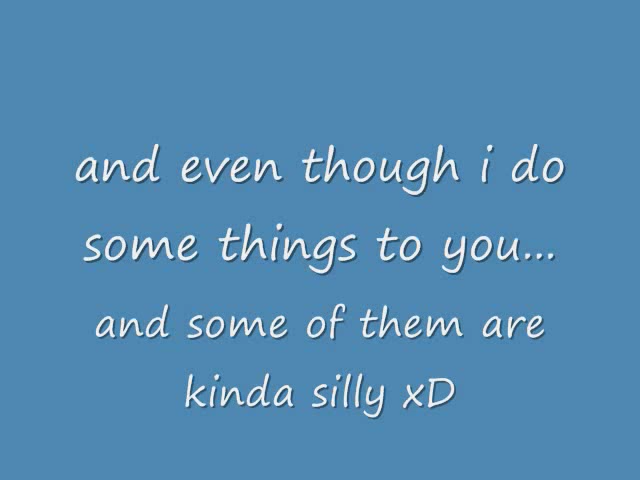 and even though i do
some things to you...
and some of them are
kinda silly xD